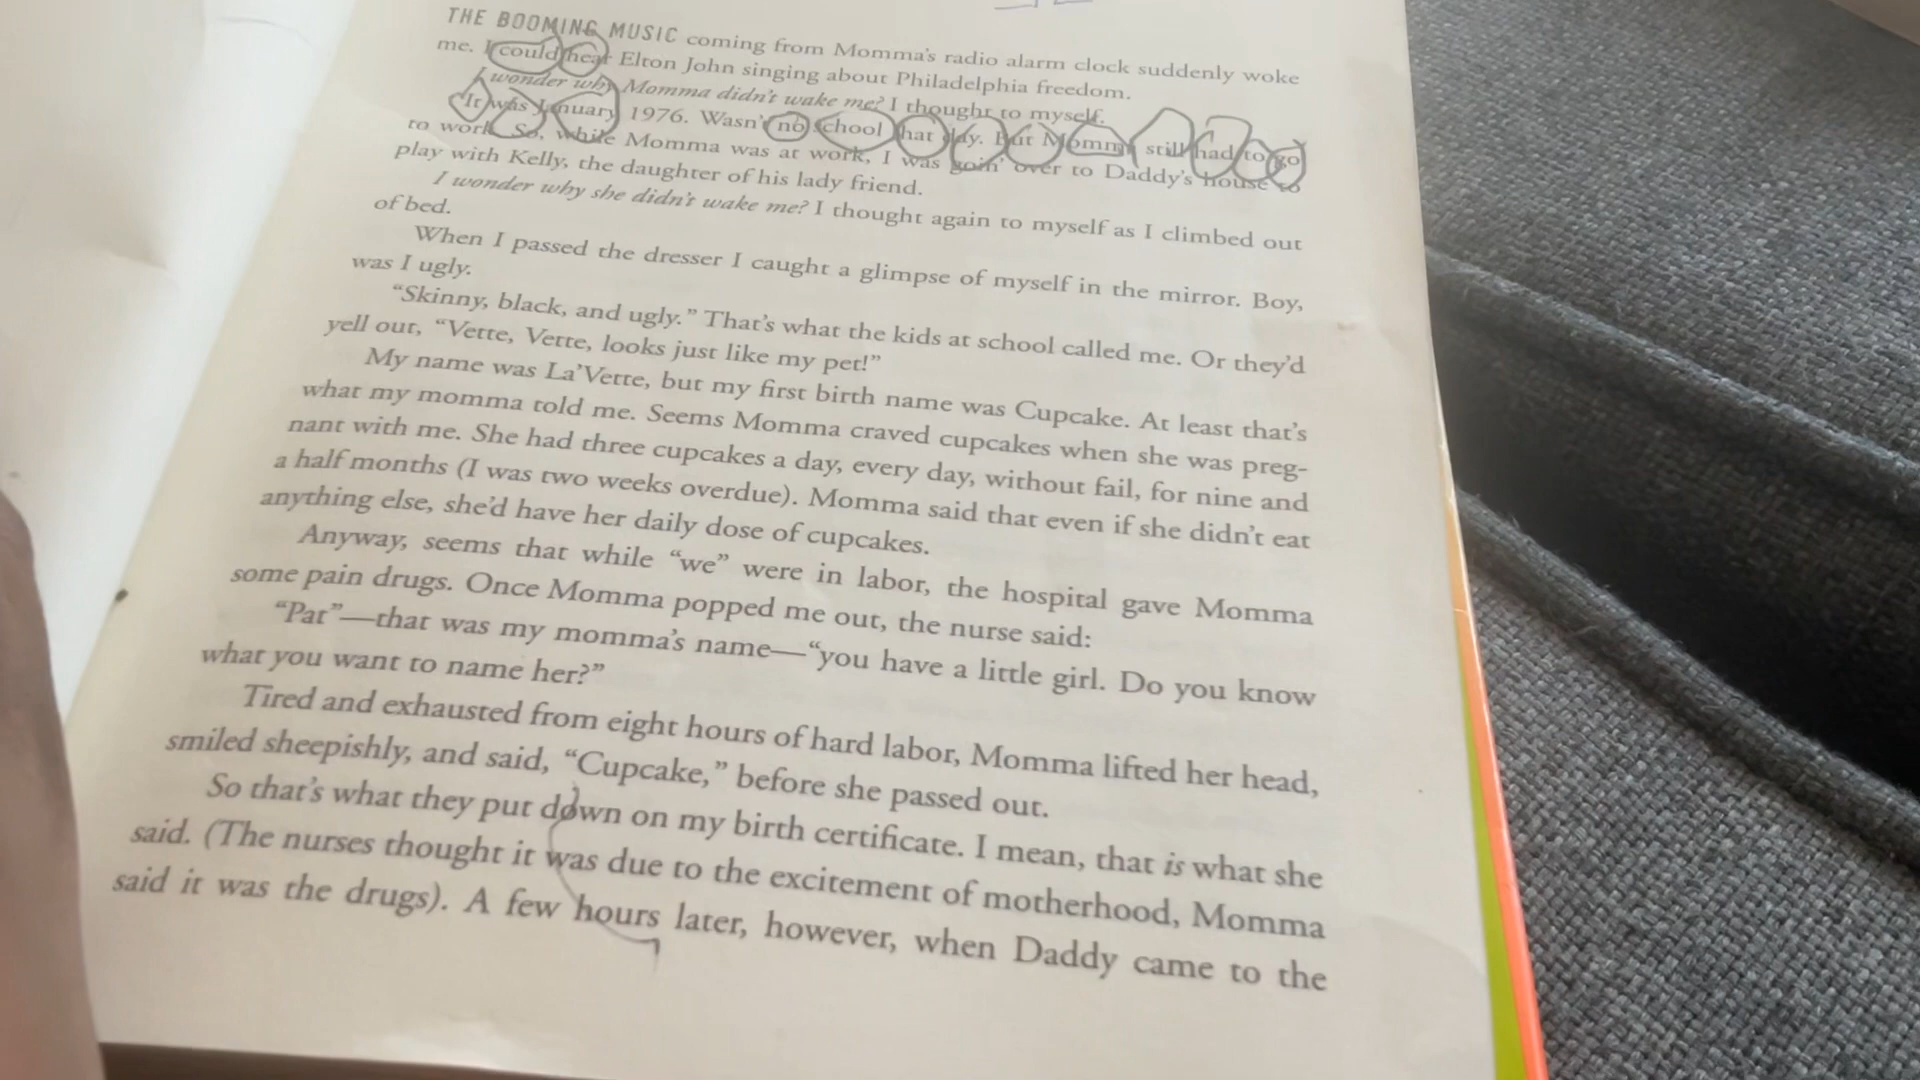 THE BOOMING MUSIC coming from Momma's radio alarm clock suddenly woke
me. I could hear Elton John singing about Philadelphia freedom.
I wonder why Momma didn't wake me? I thought to myself.
It was January 1976. Wasn't no school that day. But Momma still had to go
to work. So, while Momma was at work, I was goin' over to Daddy's house to
play with Kelly, the daughter of his lady friend.
I wonder why she didn't wake me? I thought again to myself as I climbed out
of bed.
When I passed the dresser I caught a glimpse of myself in the mirror. Boy,
was I ugly.
“Skinny, black, and ugly.” That's what the kids at school called me. Or they'd
yell out, “Vette, Vette, looks just like my pet!”
My name was La'Vette, but my first birth name was Cupcake. At least that's
what my momma told me. Seems Momma craved cupcakes when she was preg-
nant with me. She had three cupcakes a day, every day, without fail, for nine and
a half months (I was two weeks overdue). Momma said that even if she didn't eat
anything else, she'd have her daily dose of cupcakes.
Anyway, seems that while “we” were in labor, the hospital gave Momma
some pain drugs. Once Momma popped me out, the nurse said:
“Pat”—that was my momma's name—“you have a little girl. Do you know
what you want to name her?”
Tired and exhausted from eight hours of hard labor, Momma lifted her head,
smiled sheepishly, and said, “Cupcake,” before she passed out.
So that's what they put down on my birth certificate. I mean, that is what she
said. (The nurses thought it was due to the excitement of motherhood, Momma
said it was the drugs). A few hours later, however, when Daddy came to the